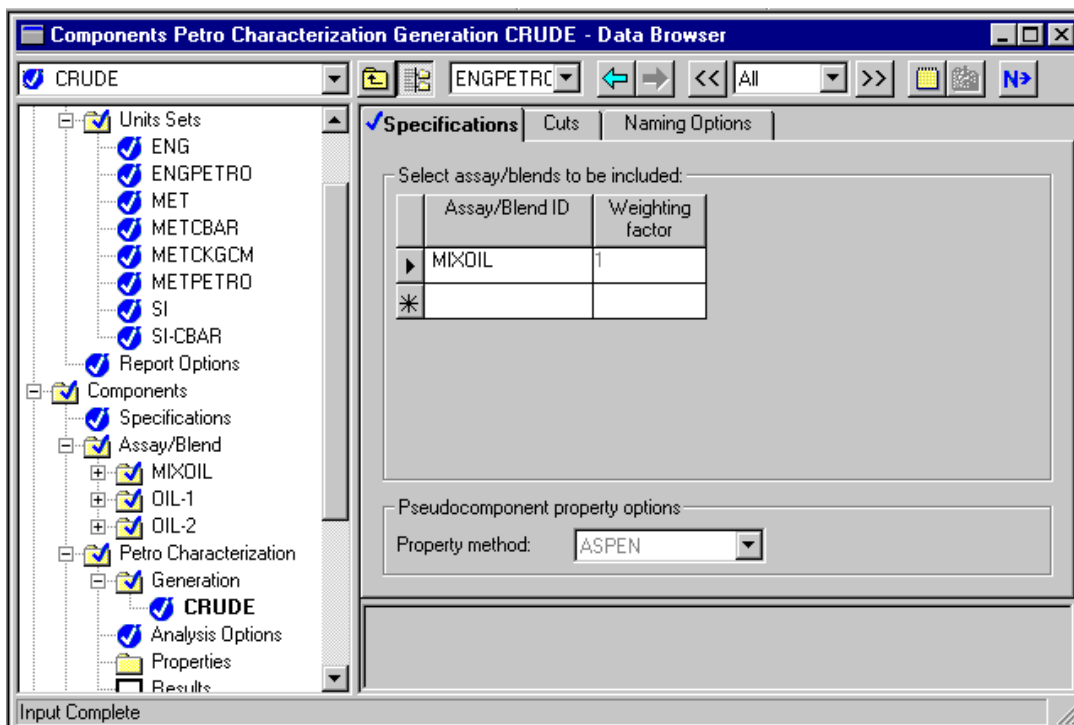 Components Petro Characterization Generation CRUDE - Data Browser
CRUDE
ENGPETRO
<<
All
>>
N
Units Sets
ENG
ENGPETRO
MET
METCBAR
METCKGCM
METPETRO
SI
SI-CBAR
Report Options
Components
Specifications
Assay/Blend
MIXOIL
OIL-1
OIL-2
Petro Characterization
Generation
CRUDE
Analysis Options
Properties
Results
Specifications Cuts Naming Options
Select assay/blends to be included:
Assay/Blend ID Weighting factor
MIXOIL 1
Pseudocomponent property options
Property method: ASPEN
Input Complete